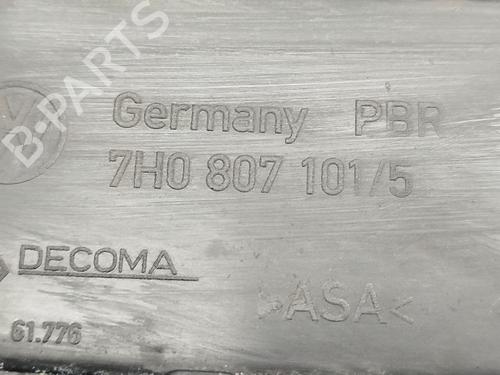 B-PARTS
Germany PBR
7H0 807 101/5
DECOMA
>ASA<
61.776